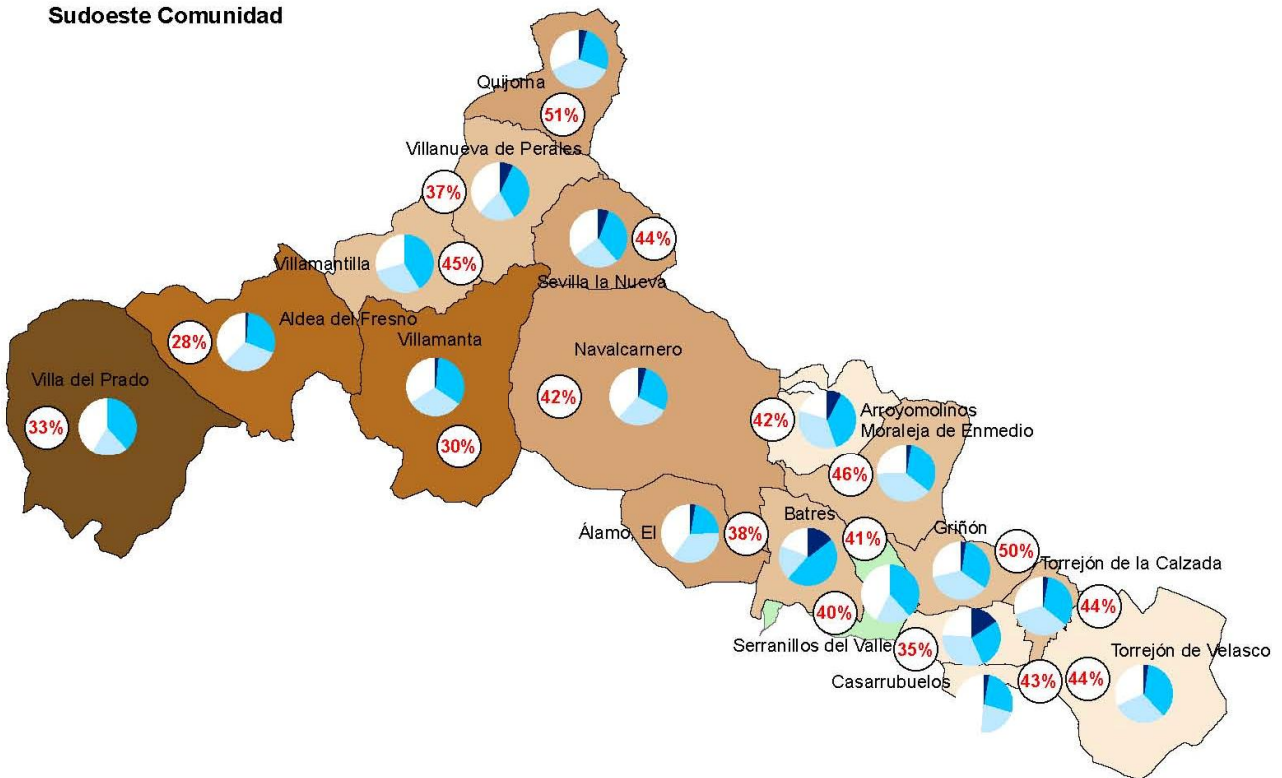 Sudoeste Comunidad
Quijorna
51%
Villanueva de Perales
37%
44%
Villamantilla
45%
Sevilla la Nueva
Aldea del Fresno
28%
Villamanta
Navalcarnero
Villa del Prado
42%
33%
30%
42%
Arroyomolinos
Moraleja de Enmedio
46%
Álamo, El
38%
Batres
41%
Griñón
50%
Torrejón de la Calzada
40%
44%
Serranillos del Valle
35%
Torrejón de Velasco
Casarrubuelos
43%
44%